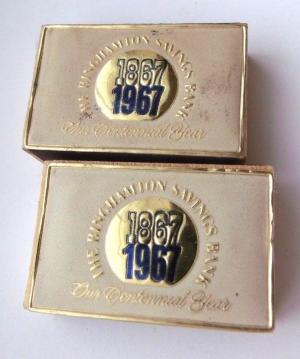 THE BINGHAMTON SAVINGS BANK
1867
1967
Our Centennial Year
THE BINGHAMTON SAVINGS BANK
1867
1967
Our Centennial Year